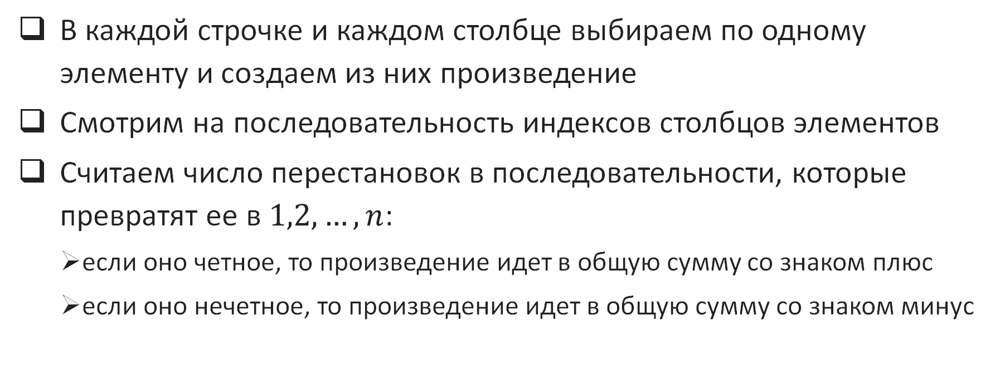 В каждой строчке и каждом столбце выбираем по одному
элементу и создаем из них произведение
Смотрим на последовательность индексов столбцов элементов
Считаем число перестановок в последовательности, которые
превратят ее в 1,2, … , n:
если оно четное, то произведение идет в общую сумму со знаком плюс
если оно нечетное, то произведение идет в общую сумму со знаком минус